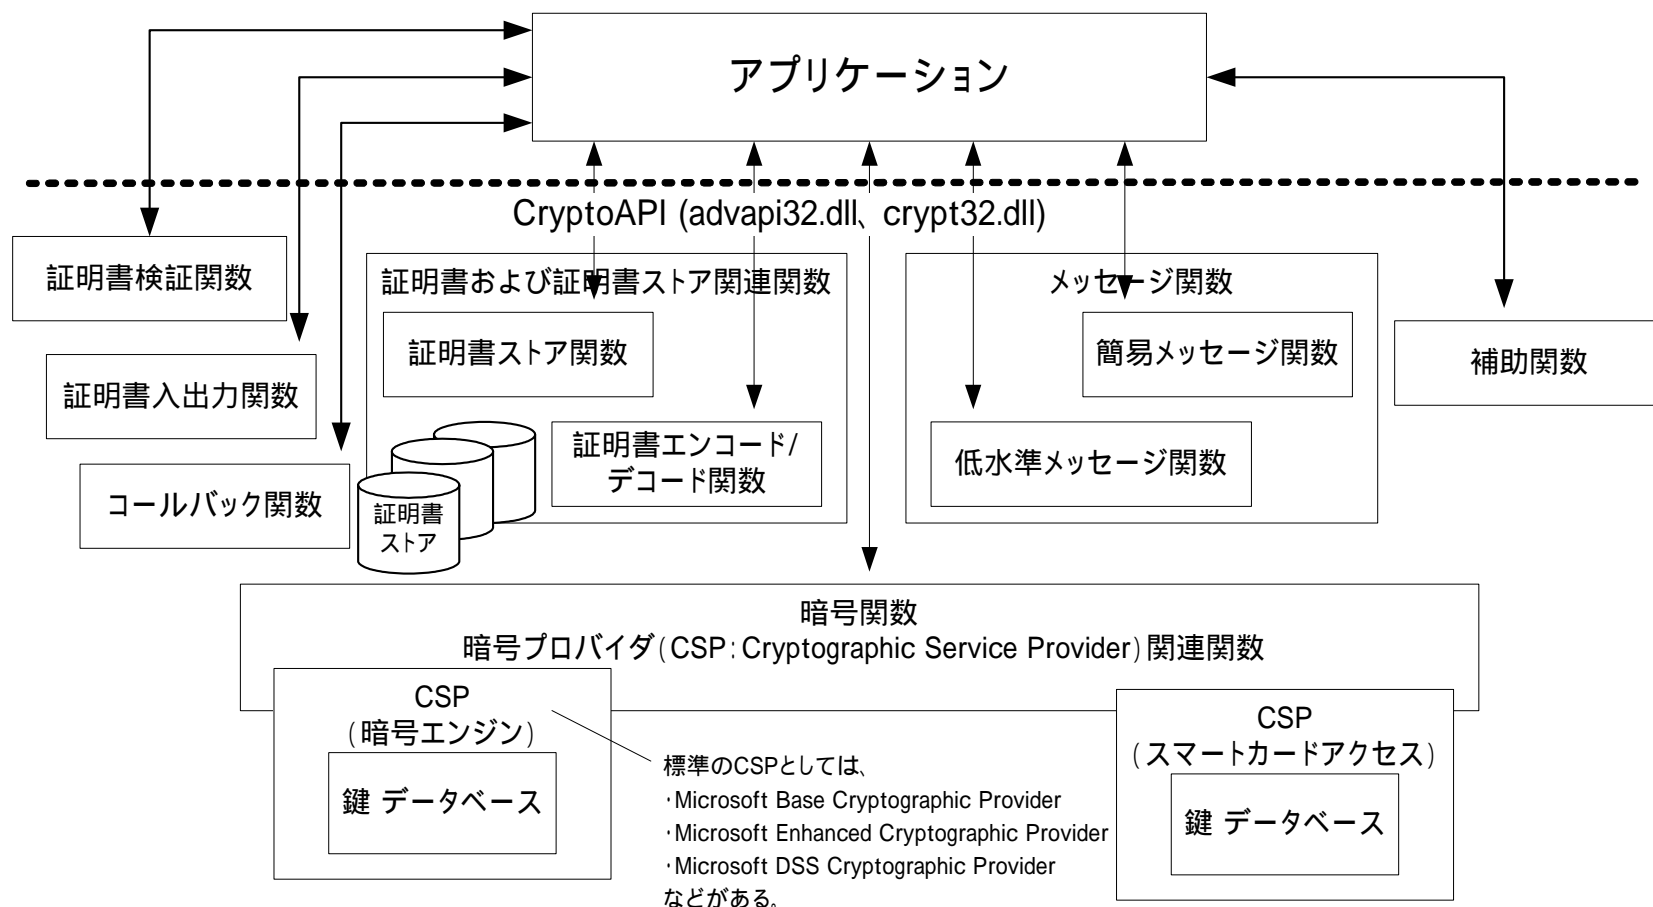 アプリケーション
CryptoAPI (advapi32.dll、crypt32.dll)
証明書検証関数
証明書入出力関数
コールバック関数
証明書および証明書ストア関連関数
証明書ストア関数
証明書エンコード/
デコード関数
証明書
ストア
メッセージ関数
簡易メッセージ関数
低水準メッセージ関数
補助関数
暗号関数
暗号プロバイダ(CSP:Cryptographic Service Provider)関連関数
CSP
(暗号エンジン)
鍵 データベース
標準のCSPとしては、
・Microsoft Base Cryptographic Provider
・Microsoft Enhanced Cryptographic Provider
・Microsoft DSS Cryptographic Provider
などがある。
CSP
(スマートカードアクセス)
鍵 データベース